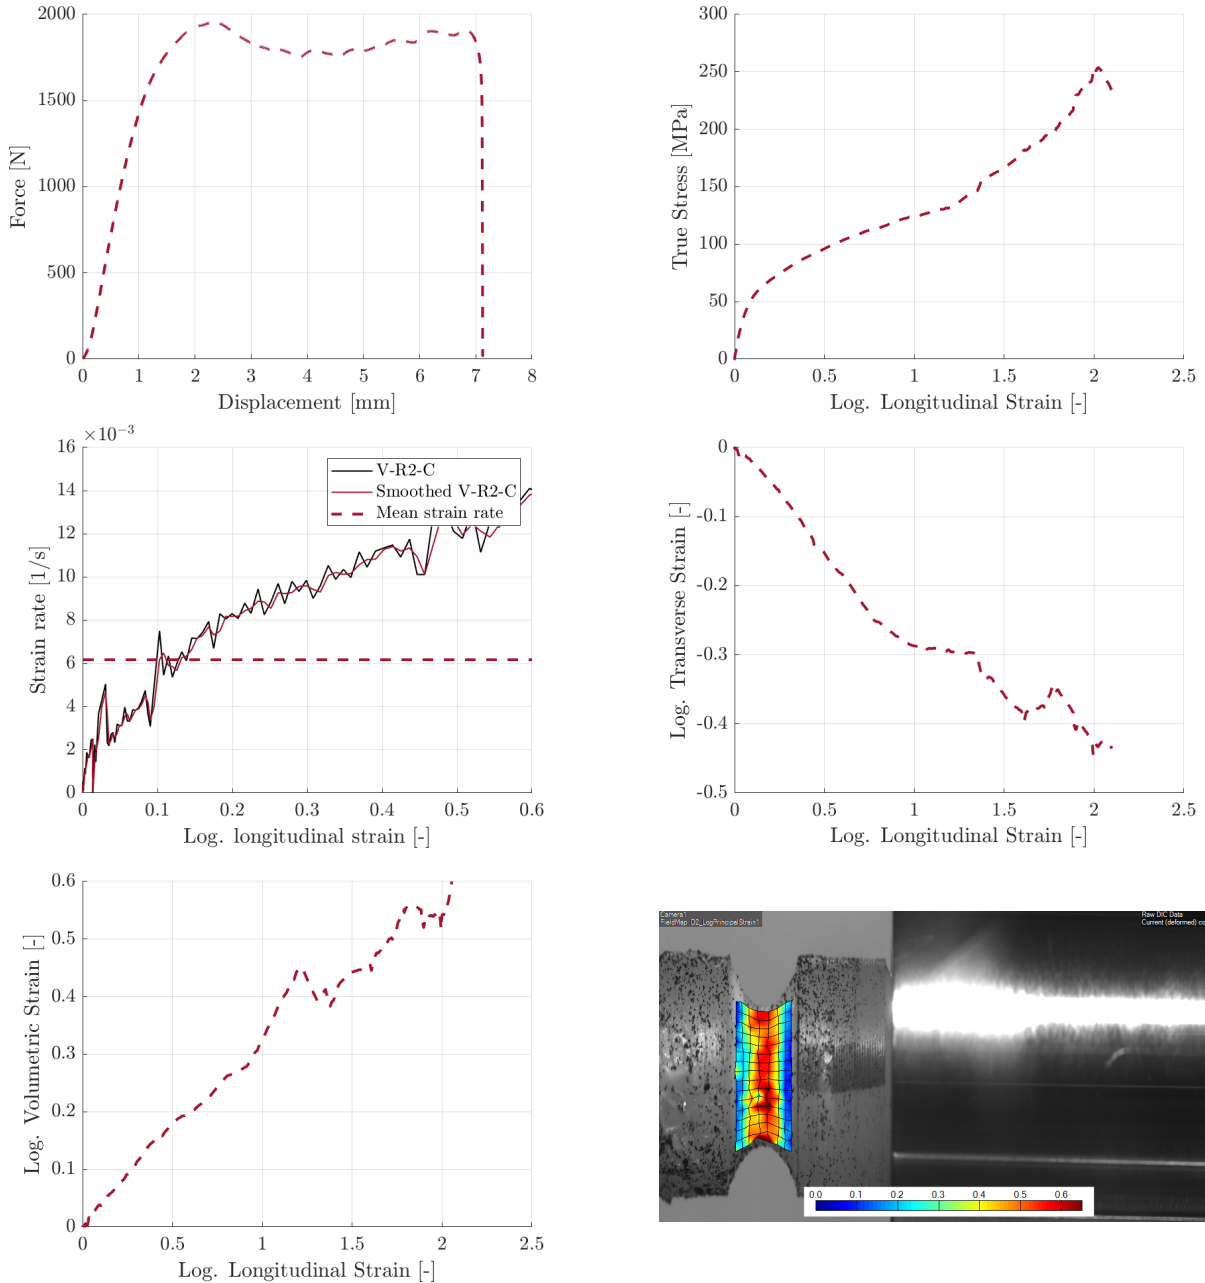 2000
1500
1000
500
0
0 1 2 3 4 5 6 7 8
Force [N]
Displacement [mm]
300
250
200
150
100
50
0
0 0.5 1 1.5 2 2.5
True Stress [MPa]
Log. Longitudinal Strain [-]
×10⁻³
16
14
12
10
8
6
4
2
0
0 0.1 0.2 0.3 0.4 0.5 0.6
Strain rate [1/s]
Log. longitudinal strain [-]
V-R2-C
Smoothed V-R2-C
Mean strain rate
0
-0.1
-0.2
-0.3
-0.4
-0.5
0 0.5 1 1.5 2 2.5
Log. Transverse Strain [-]
Log. Longitudinal Strain [-]
0.6
0.5
0.4
0.3
0.2
0.1
0
0 0.5 1 1.5 2 2.5
Log. Volumetric Strain [-]
Log. Longitudinal Strain [-]
Camera1
FieldMap: D2_LogPrincipalStrain1
Raw DIC Data
Current (deformed) co
0.0 0.1 0.2 0.3 0.4 0.5 0.6